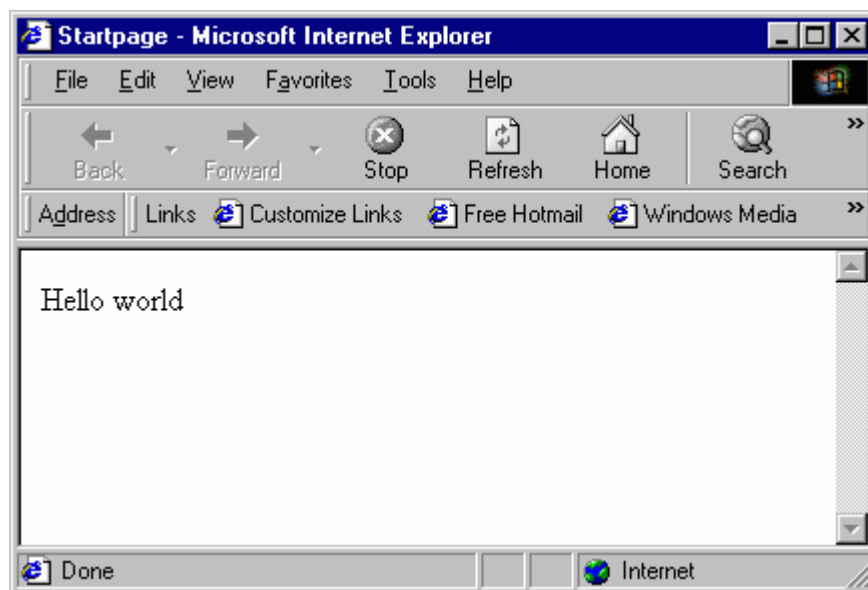 Startpage - Microsoft Internet Explorer
File Edit View Favorites Tools Help
Back Forward Stop Refresh Home Search »
Address Links Customize Links Free Hotmail Windows Media »
Hello world
Done Internet